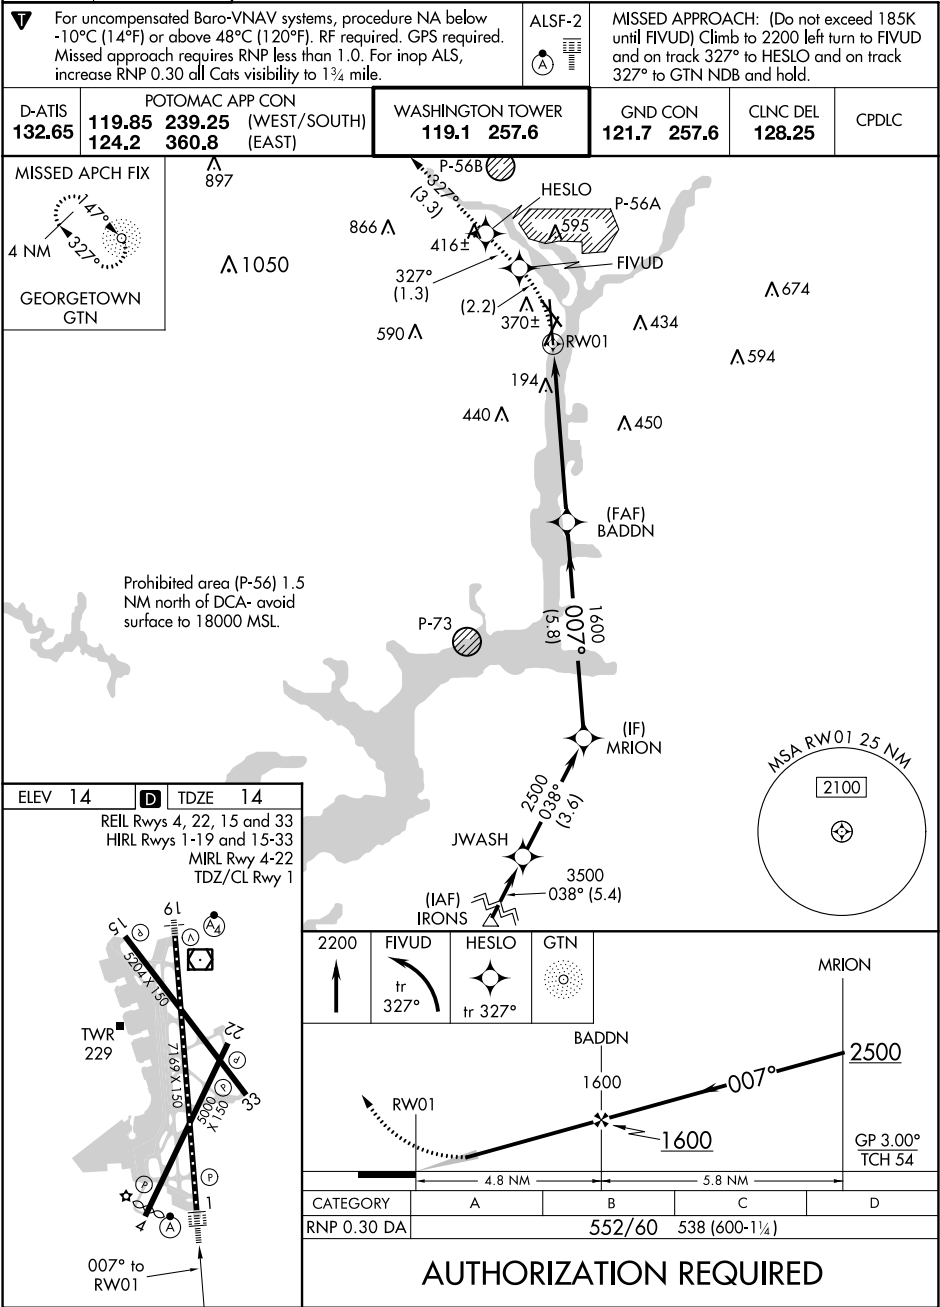 T
For uncompensated Baro-VNAV systems, procedure NA below
-10°C (14°F) or above 48°C (120°F). RF required. GPS required.
Missed approach requires RNP less than 1.0. For inop ALS,
increase RNP 0.30 all Cats visibility to 1¾ mile.
ALSF-2
A
MISSED APPROACH: (Do not exceed 185K
until FIVUD) Climb to 2200 left turn to FIVUD
and on track 327° to HESLO and on track
327° to GTN NDB and hold.
D-ATIS
132.65
POTOMAC APP CON
119.85 239.25 (WEST/SOUTH)
124.2 360.8 (EAST)
WASHINGTON TOWER
119.1 257.6
GND CON
121.7 257.6
CLNC DEL
128.25
CPDLC
MISSED APCH FIX
147°
4 NM
327°
GEORGETOWN
GTN
897
P-56B
327°
(3.3)
HESLO
P-56A
866
416±
595
1050
327°
(1.3)
FIVUD
674
(2.2)
370±
434
590
RW01
594
194
440
450
(FAF)
BADDN
Prohibited area (P-56) 1.5
NM north of DCA- avoid
surface to 18000 MSL.
P-73
1600
007°
(5.8)
(IF)
MRION
MSA RW01 25 NM
2100
2500
038°
(3.6)
JWASH
3500
038° (5.4)
(IAF)
IRONS
ELEV 14
D
TDZE 14
REIL Rwys 4, 22, 15 and 33
HIRL Rwys 1-19 and 15-33
MIRL Rwy 4-22
TDZ/CL Rwy 1
19
A4
15
P
V
5204 X 150
TWR
229
22
7169 X 150
P
P
5000
X 150
33
P
P
1
4
A
007° to
RW01
2200
FIVUD
tr
327°
HESLO
tr 327°
GTN
MRION
BADDN
2500
1600
007°
RW01
1600
GP 3.00°
TCH 54
4.8 NM
5.8 NM
CATEGORY A B C D
RNP 0.30 DA 552/60 538 (600-1¼)
AUTHORIZATION REQUIRED